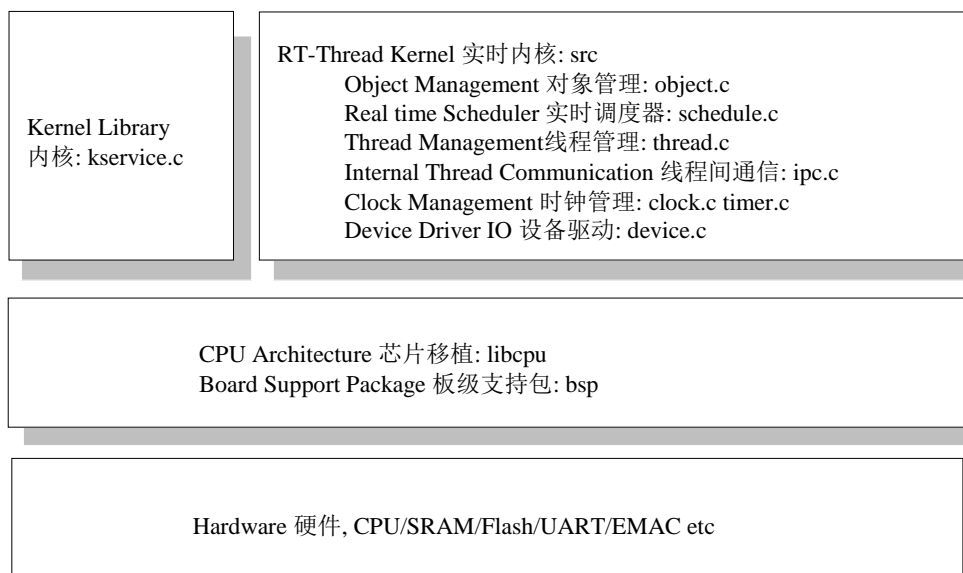 Kernel Library
内核: kservice.c
RT-Thread Kernel 实时内核: src
Object Management 对象管理: object.c
Real time Scheduler 实时调度器: schedule.c
Thread Management线程管理: thread.c
Internal Thread Communication 线程间通信: ipc.c
Clock Management 时钟管理: clock.c timer.c
Device Driver IO 设备驱动: device.c
CPU Architecture 芯片移植: libcpu
Board Support Package 板级支持包: bsp
Hardware 硬件, CPU/SRAM/Flash/UART/EMAC etc